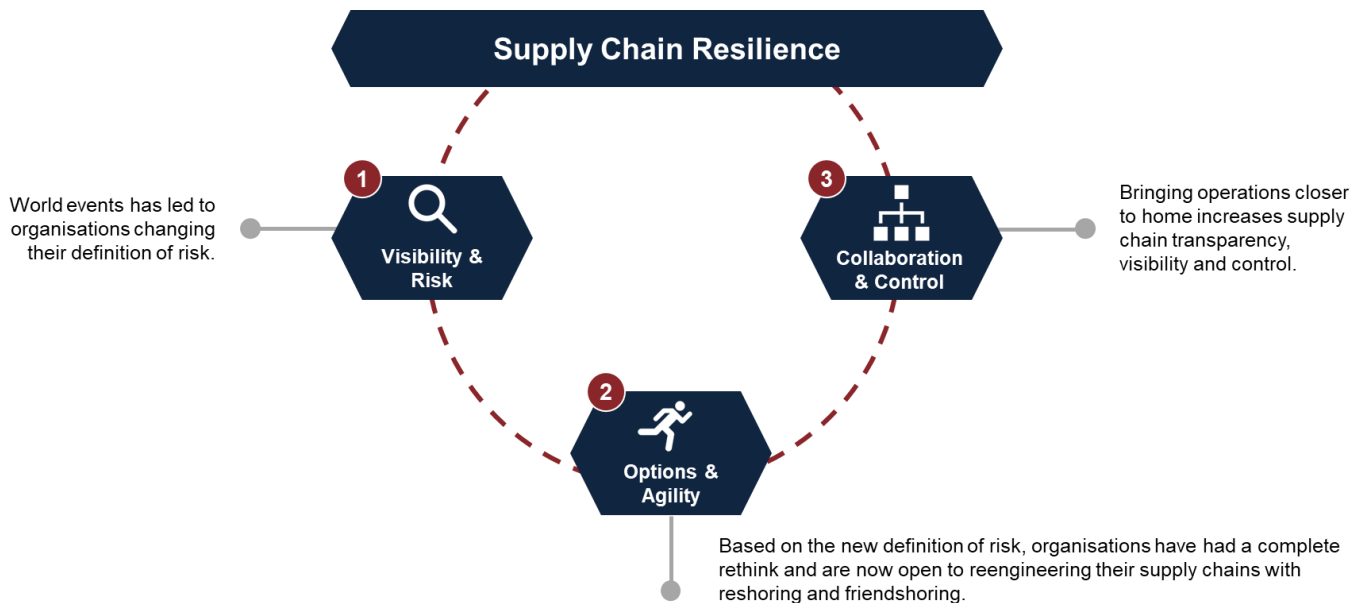 Supply Chain Resilience
1
Visibility &
Risk
World events has led to
organisations changing
their definition of risk.
2
Options &
Agility
Based on the new definition of risk, organisations have had a complete
rethink and are now open to reengineering their supply chains with
reshoring and friendshoring.
3
Collaboration
& Control
Bringing operations closer
to home increases supply
chain transparency,
visibility and control.